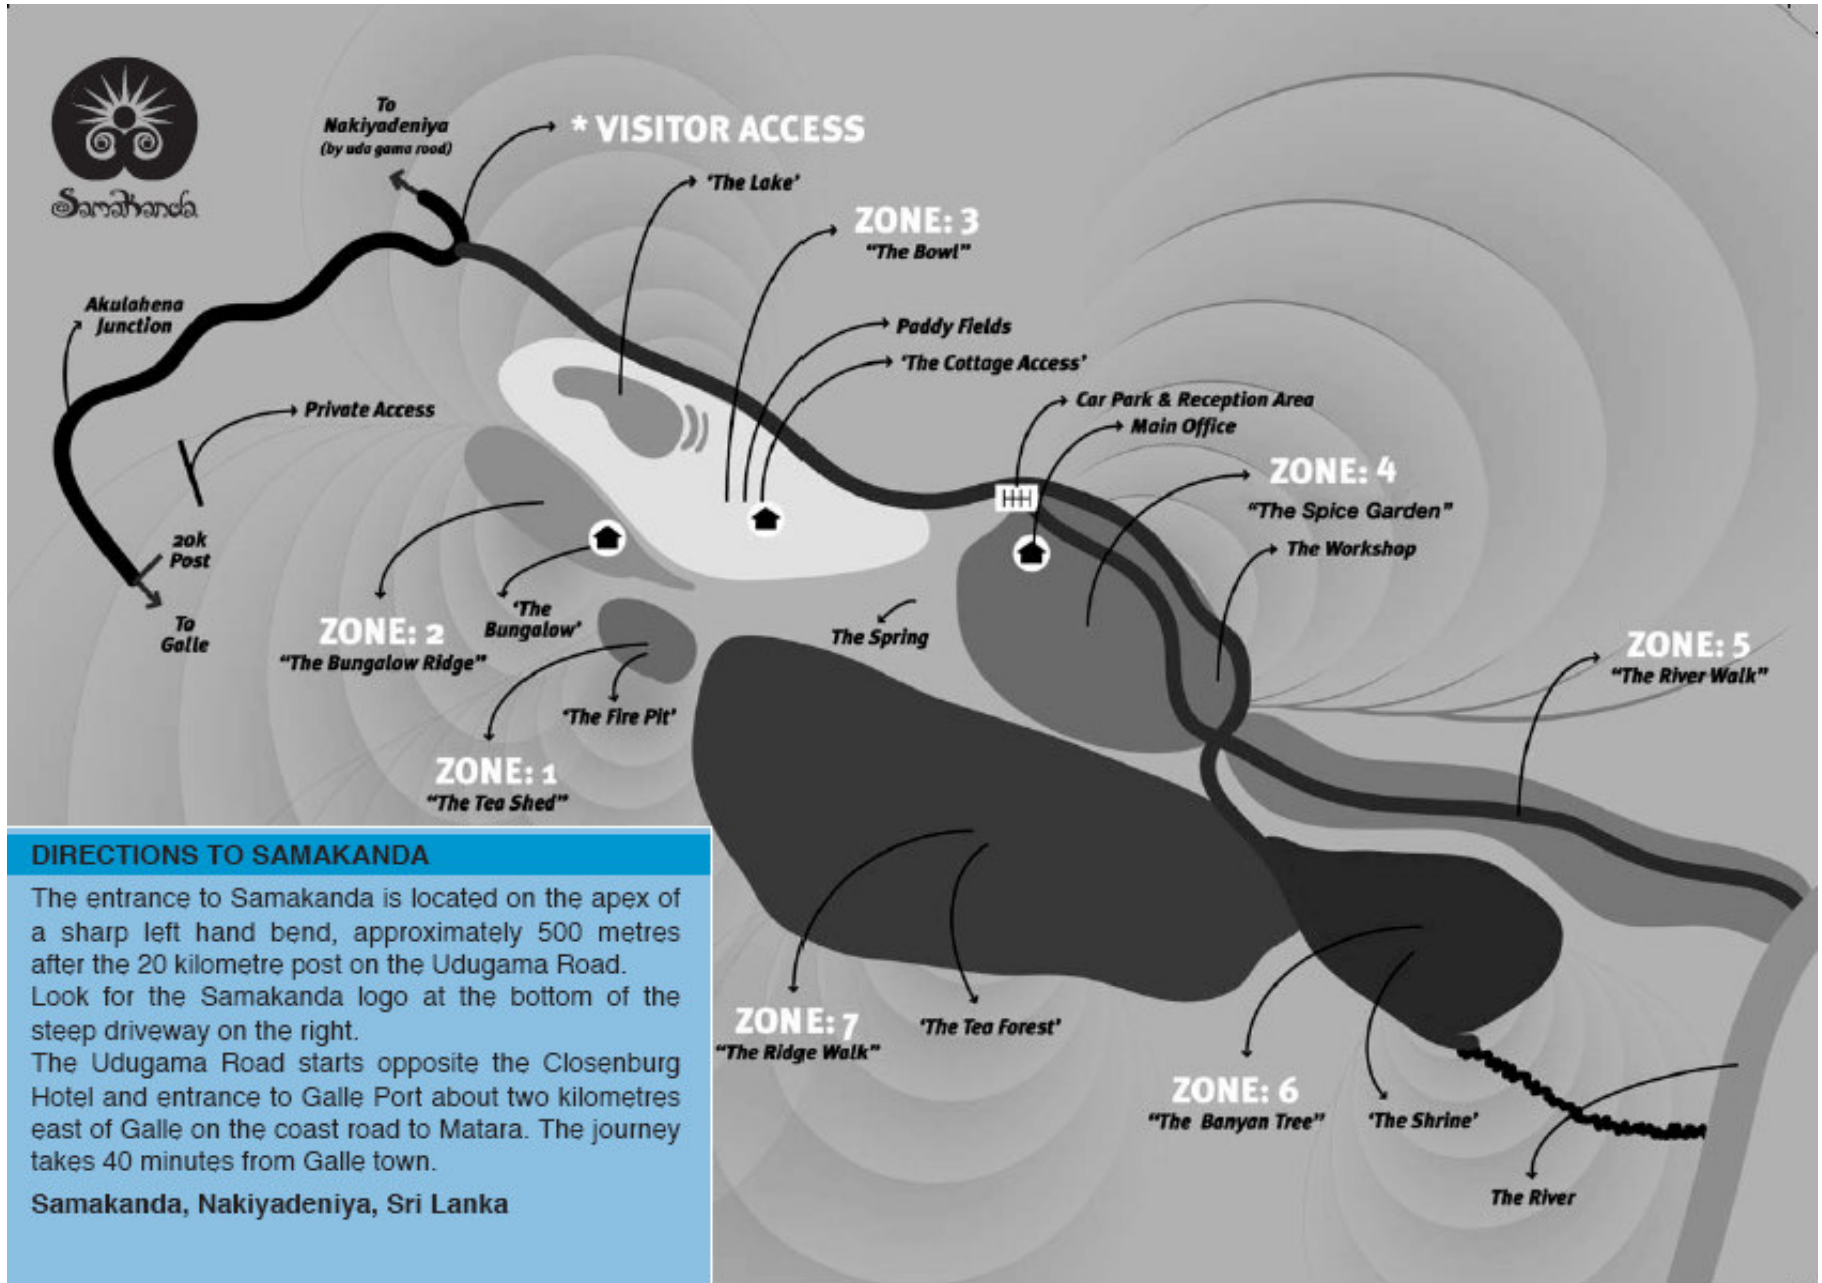 Samakanda
To
Nakiyadeniya
(by uda gama rood)
* VISITOR ACCESS
'The Lake'
ZONE: 3
"The Bowl"
Akulahena
Junction
Paddy Fields
'The Cottage Access'
Private Access
Car Park & Reception Area
Main Office
ZONE: 4
"The Spice Garden"
The Workshop
20k
Post
To
Galle
ZONE: 2
"The Bungalow Ridge"
'The
Bungalow'
The Spring
ZONE: 5
"The River Walk"
'The Fire Pit'
ZONE: 1
"The Tea Shed"
ZONE: 7
"The Ridge Walk"
'The Tea Forest'
ZONE: 6
"The Banyan Tree"
'The Shrine'
The River
DIRECTIONS TO SAMAKANDA
The entrance to Samakanda is located on the apex of
a sharp left hand bend, approximately 500 metres
after the 20 kilometre post on the Udugama Road.
Look for the Samakanda logo at the bottom of the
steep driveway on the right.
The Udugama Road starts opposite the Closenburg
Hotel and entrance to Galle Port about two kilometres
east of Galle on the coast road to Matara. The journey
takes 40 minutes from Galle town.
Samakanda, Nakiyadeniya, Sri Lanka